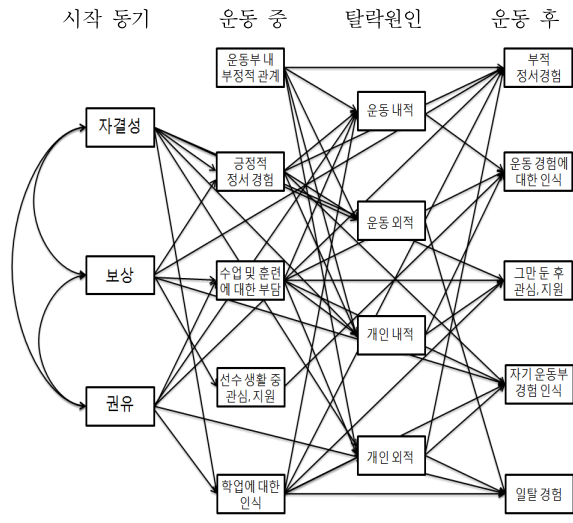 시작 동기 운동 중 탈락원인 운동 후
운동부 내
부정적 관계
부적
정서경험
운동 내적
자결성
긍정적
정서 경험
운동 경험에
대한 인식
운동 외적
보상
수업 및 훈련
에 대한 부담
그만 둔 후
관심, 지원
개인 내적
선수 생활 중
관심, 지원
자기 운동부
경험 인식
권유
개인 외적
학업에 대한
인식
일탈 경험